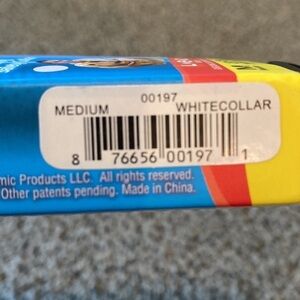 00197
MEDIUM WHITECOLLAR
8 76656 00197 1
mic Products LLC. All rights reserved.
Other patents pending. Made in China.